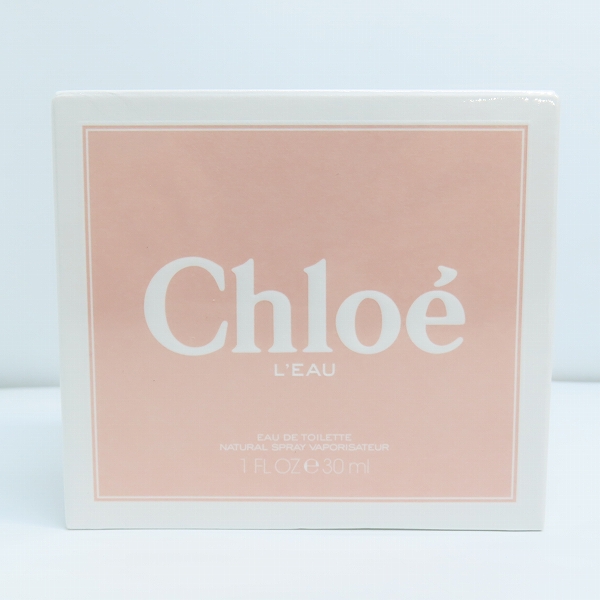 Chloé
L'EAU
EAU DE TOILETTE
NATURAL SPRAY VAPORISATEUR
1 FL OZ ℮ 30 ml